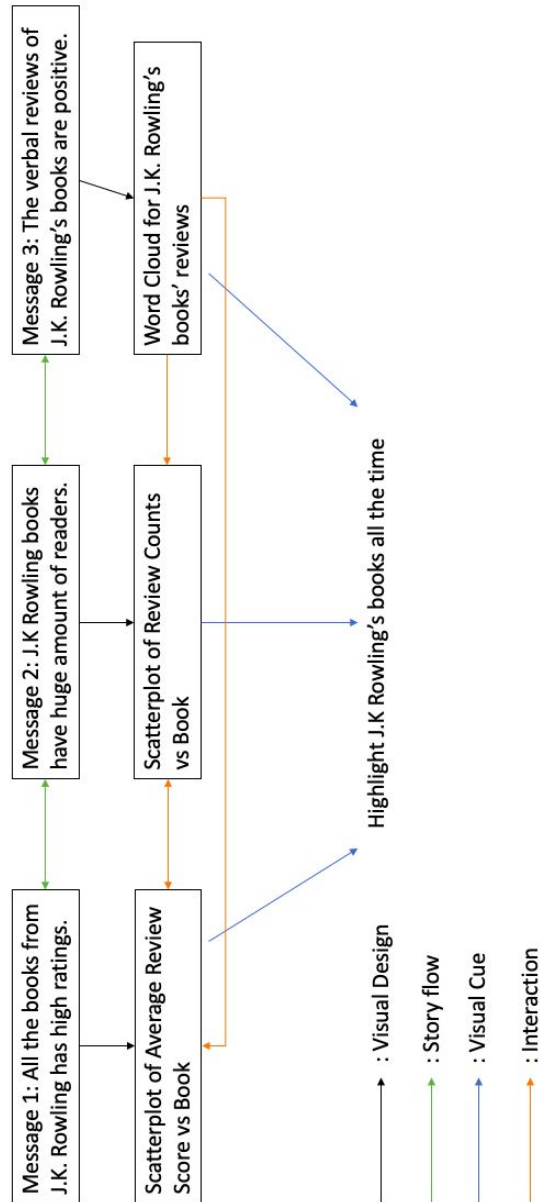 Message 1: All the books from
J.K. Rowling has high ratings.
Message 2: J.K Rowling books
have huge amount of readers.
Message 3: The verbal reviews of
J.K. Rowling's books are positive.
Scatterplot of Average Review
Score vs Book
Scatterplot of Review Counts
vs Book
Word Cloud for J.K. Rowling's
books' reviews
Highlight J.K Rowling's books all the time
: Visual Design
: Story flow
: Visual Cue
: Interaction